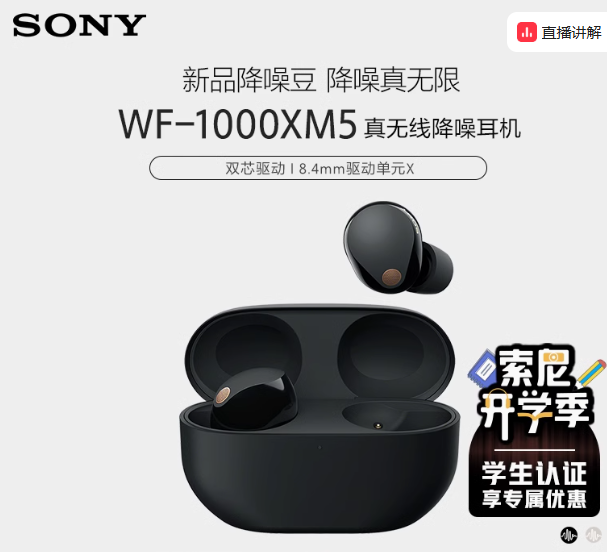 SONY
直播讲解
新品降噪豆 降噪真无限
WF-1000XM5 真无线降噪耳机
双芯驱动 | 8.4mm驱动单元X
索尼
开学季
学生认证
享专属优惠